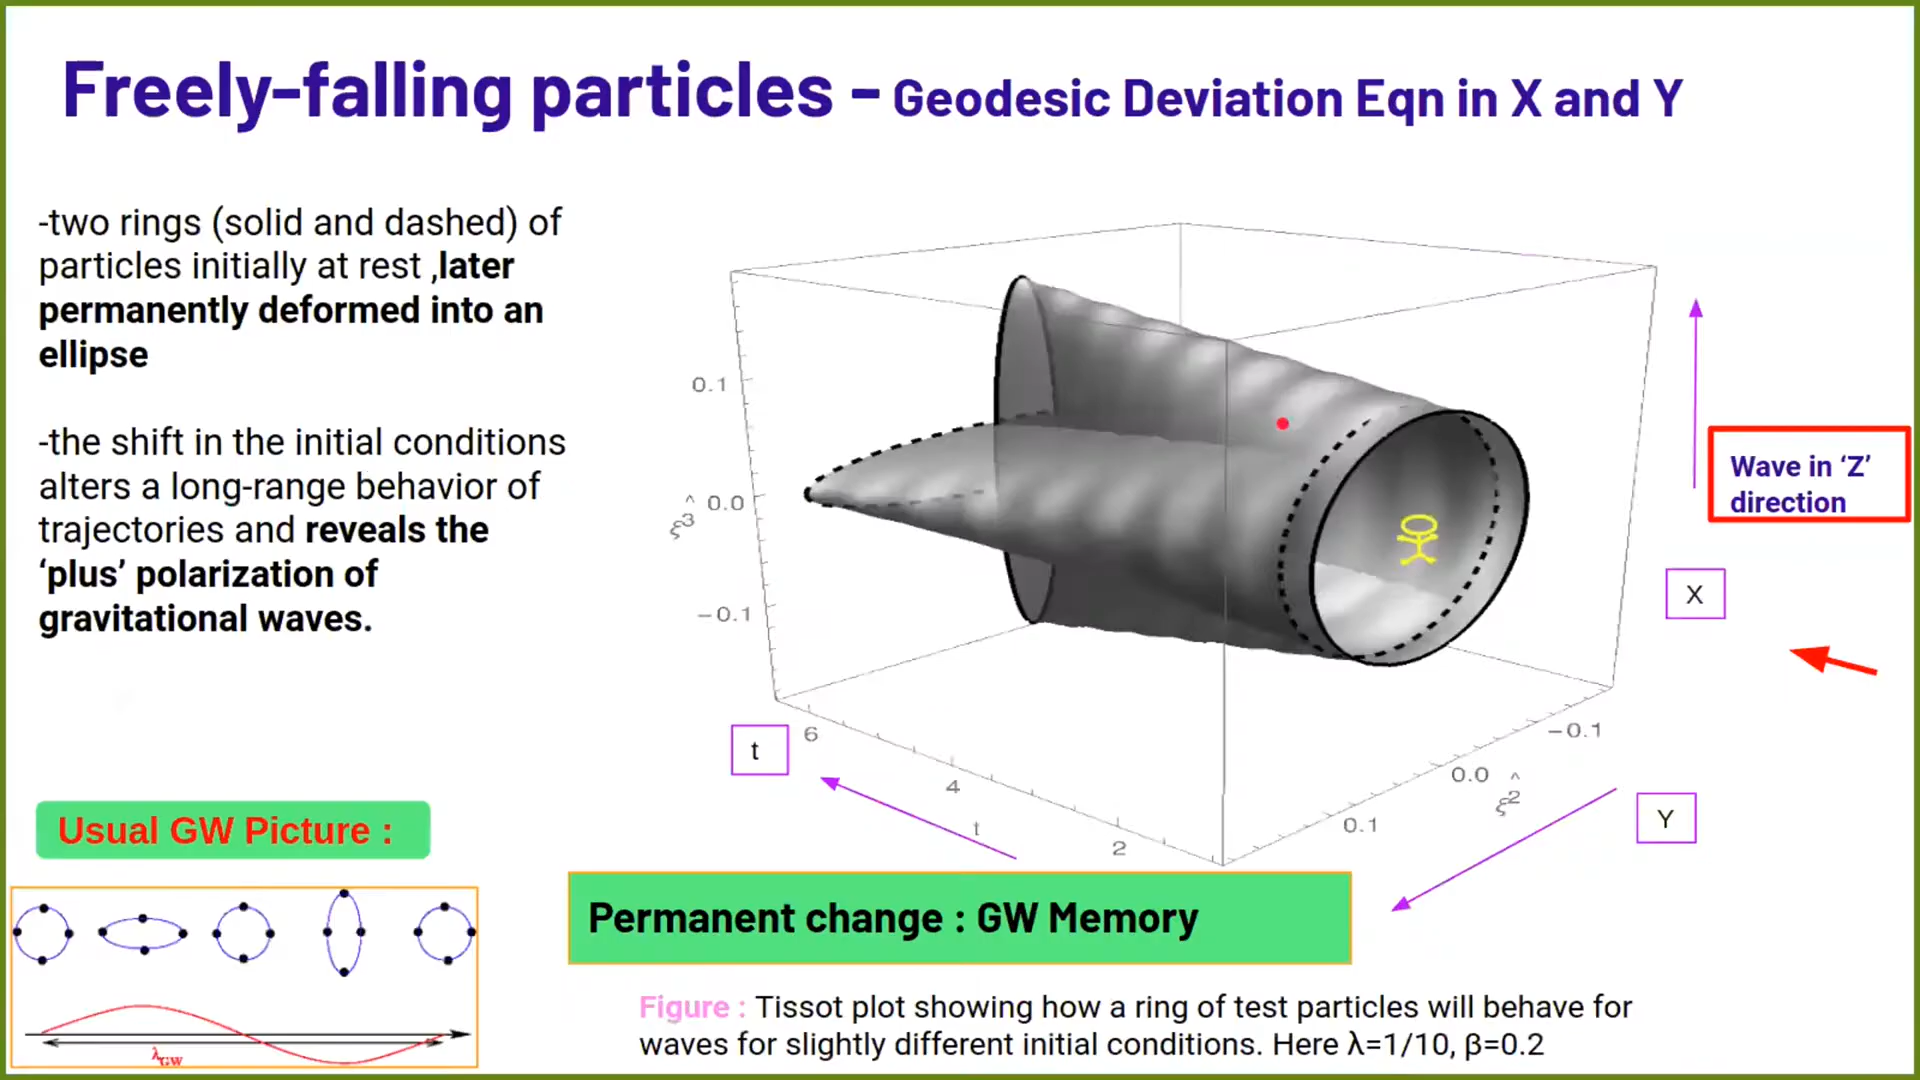 Freely-falling particles - Geodesic Deviation Eqn in X and Y
-two rings (solid and dashed) of
particles initially at rest ,later
permanently deformed into an
ellipse
-the shift in the initial conditions
alters a long-range behavior of
trajectories and reveals the
‘plus’ polarization of
gravitational waves.
0.1
0.0
-0.1
ξ^3
Wave in ‘Z’
direction
X
t
6
4
t
2
-0.1
0.0
ξ^2
0.1
Y
Usual GW Picture :
λGW
Permanent change : GW Memory
Figure : Tissot plot showing how a ring of test particles will behave for
waves for slightly different initial conditions. Here λ=1/10, β=0.2